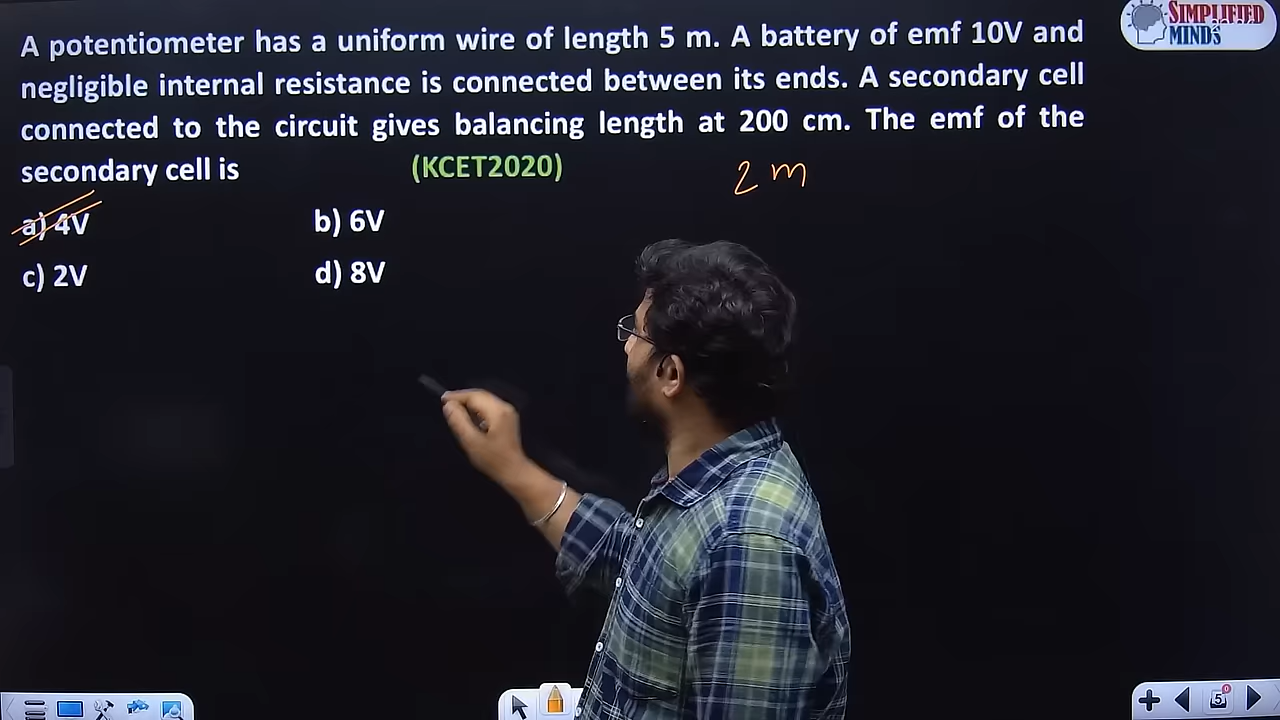 SIMPLIFIED
MINDS
A potentiometer has a uniform wire of length 5 m. A battery of emf 10V and
negligible internal resistance is connected between its ends. A secondary cell
connected to the circuit gives balancing length at 200 cm. The emf of the
secondary cell is (KCET2020)
2 m
a) 4V b) 6V
c) 2V d) 8V
5
0